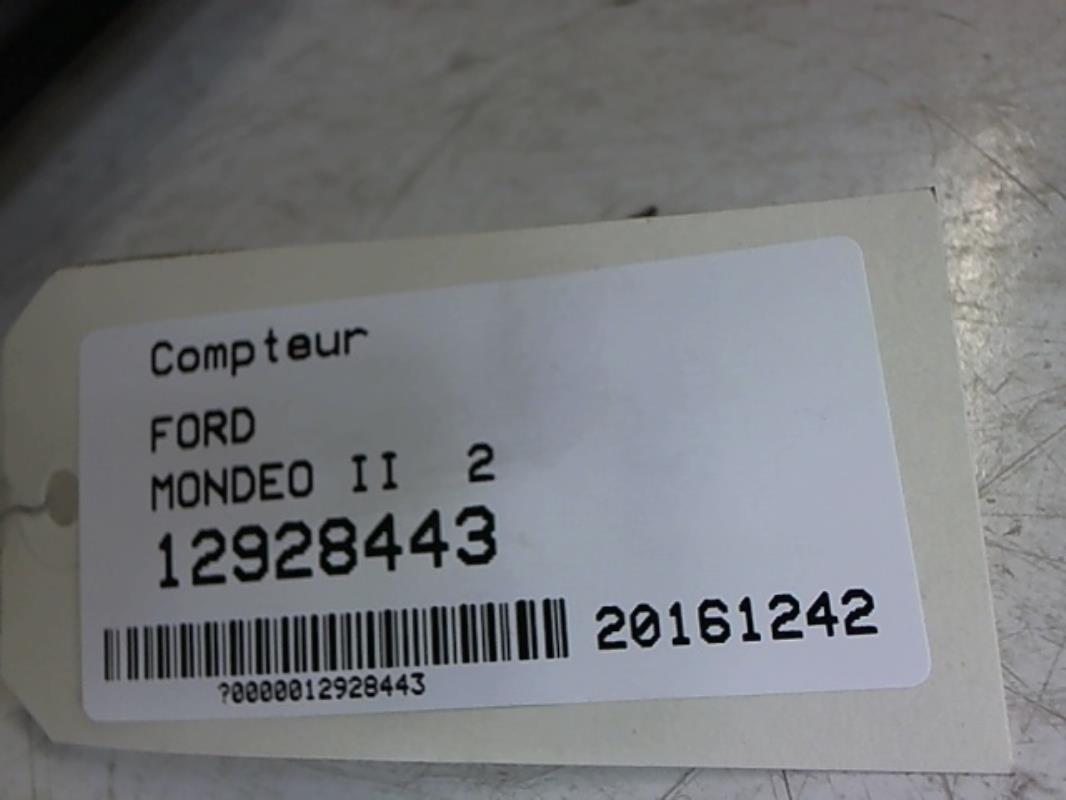 Compteur
FORD
MONDEO II 2
12928443
20161242
?0000012928443